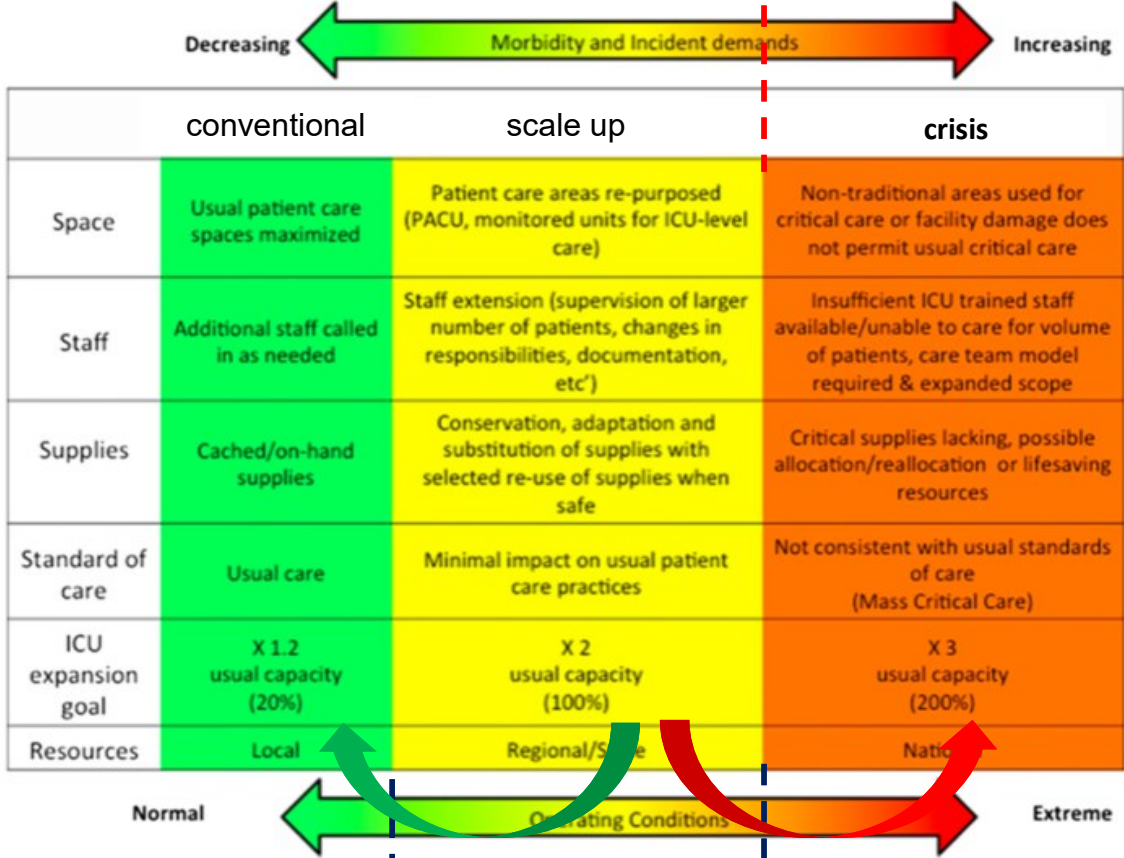 Decreasing Morbidity and Incident demands Increasing
conventional scale up crisis
Space
Usual patient care
spaces maximized
Patient care areas re-purposed
(PACU, monitored units for ICU-level
care)
Non-traditional areas used for
critical care or facility damage does
not permit usual critical care
Staff
Additional staff called
in as needed
Staff extension (supervision of larger
number of patients, changes in
responsibilities, documentation,
etc')
Insufficient ICU trained staff
available/unable to care for volume
of patients, care team model
required & expanded scope
Supplies
Cached/on-hand
supplies
Conservation, adaptation and
substitution of supplies with
selected re-use of supplies when
safe
Critical supplies lacking, possible
allocation/reallocation or lifesaving
resources
Standard of
care
Usual care
Minimal impact on usual patient
care practices
Not consistent with usual standards
of care
(Mass Critical Care)
ICU
expansion
goal
X 1.2
usual capacity
(20%)
X 2
usual capacity
(100%)
X 3
usual capacity
(200%)
Resources
Local
Regional/
Normal Operating Conditions Extreme